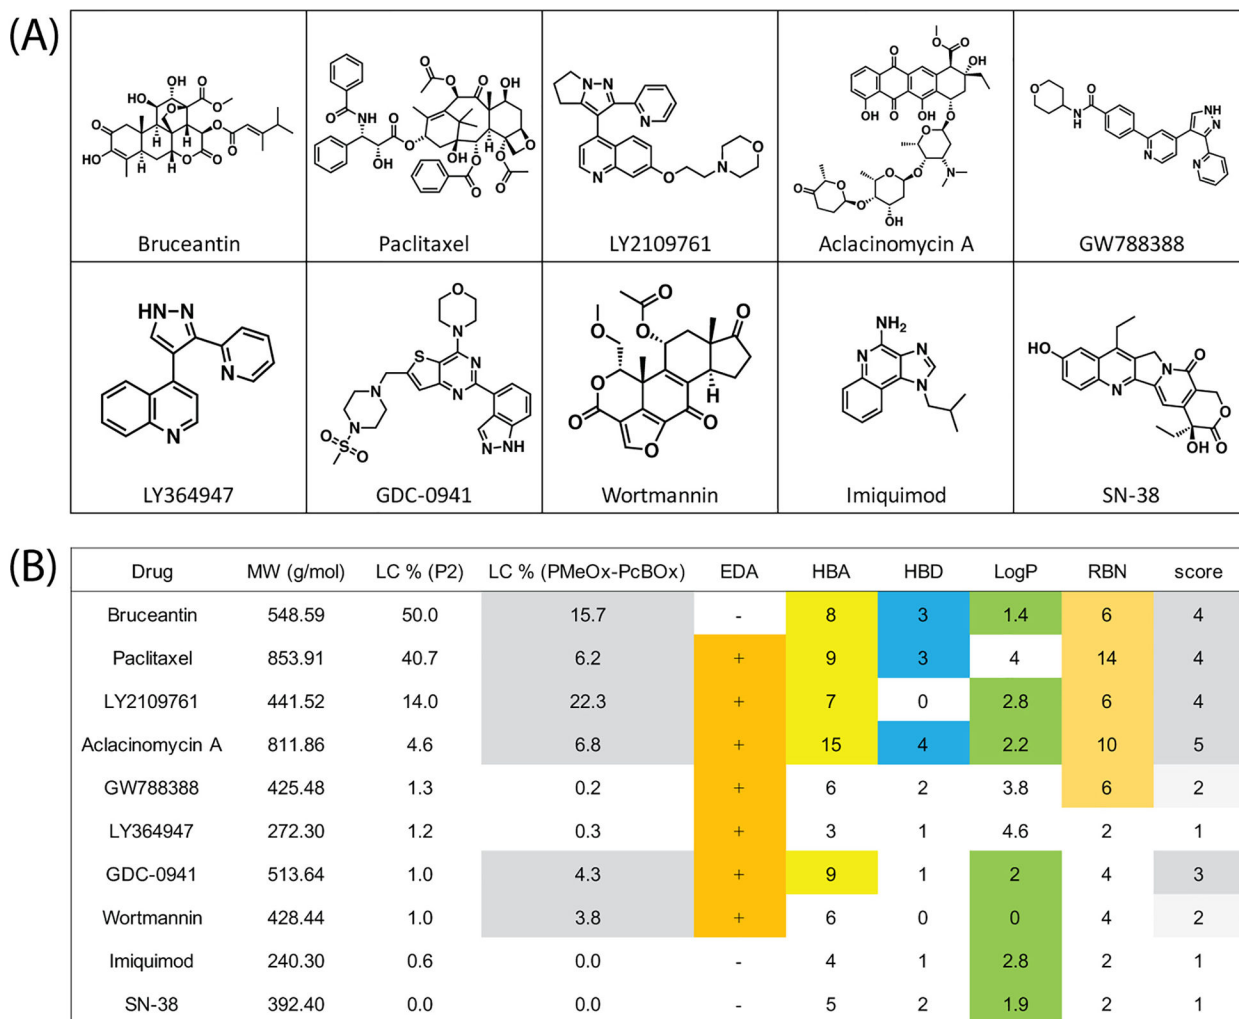 (A)
Bruceantin Paclitaxel LY2109761 Aclacinomycin A GW788388
LY364947 GDC-0941 Wortmannin Imiquimod SN-38
(B)
Drug MW (g/mol) LC % (P2) LC % (PMeOx-PcBOx) EDA HBA HBD LogP RBN score
Bruceantin 548.59 50.0 15.7 - 8 3 1.4 6 4
Paclitaxel 853.91 40.7 6.2 + 9 3 4 14 4
LY2109761 441.52 14.0 22.3 + 7 0 2.8 6 4
Aclacinomycin A 811.86 4.6 6.8 + 15 4 2.2 10 5
GW788388 425.48 1.3 0.2 + 6 2 3.8 6 2
LY364947 272.30 1.2 0.3 + 3 1 4.6 2 1
GDC-0941 513.64 1.0 4.3 + 9 1 2 4 3
Wortmannin 428.44 1.0 3.8 + 6 0 0 4 2
Imiquimod 240.30 0.6 0.0 - 4 1 2.8 2 1
SN-38 392.40 0.0 0.0 - 5 2 1.9 2 1